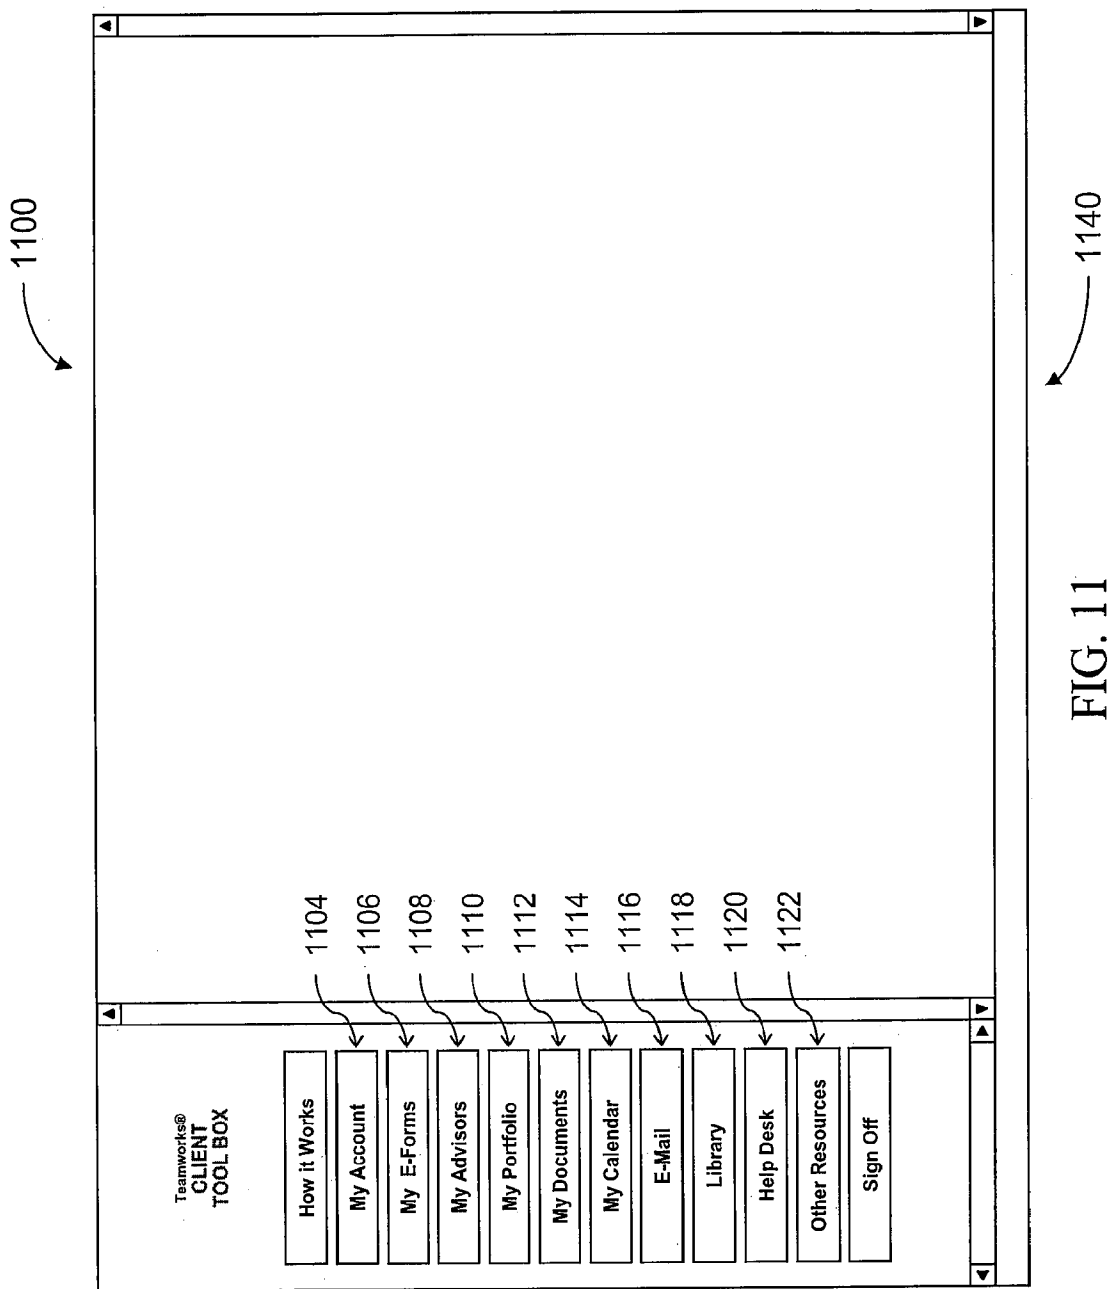 1100
Teamworks®
CLIENT
TOOL BOX
How it Works
My Account
My E-Forms
My Advisors
My Portfolio
My Documents
My Calendar
E-Mail
Library
Help Desk
Other Resources
Sign Off
1104
1106
1108
1110
1112
1114
1116
1118
1120
1122
1140
FIG. 11